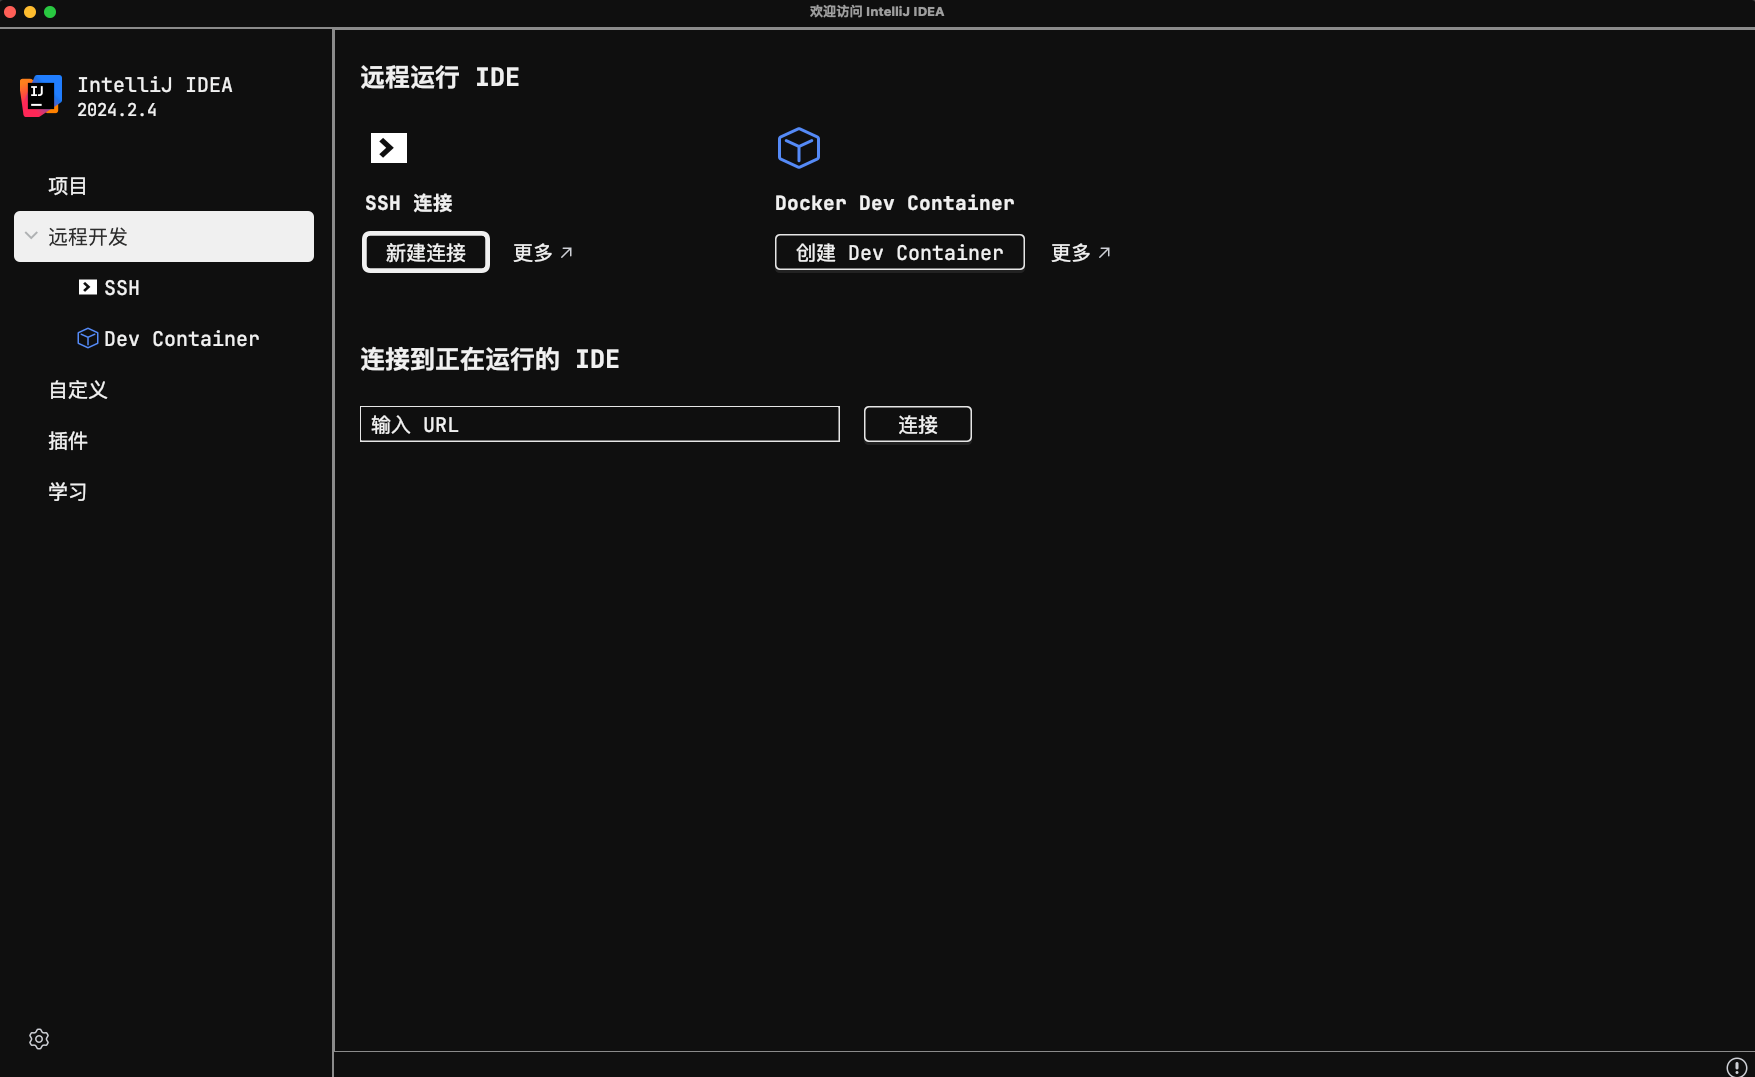 欢迎访问 IntelliJ IDEA
IntelliJ IDEA
2024.2.4
项目
远程开发
SSH
Dev Container
自定义
插件
学习
远程运行 IDE
SSH 连接
新建连接 更多
Docker Dev Container
创建 Dev Container 更多
连接到正在运行的 IDE
输入 URL 连接